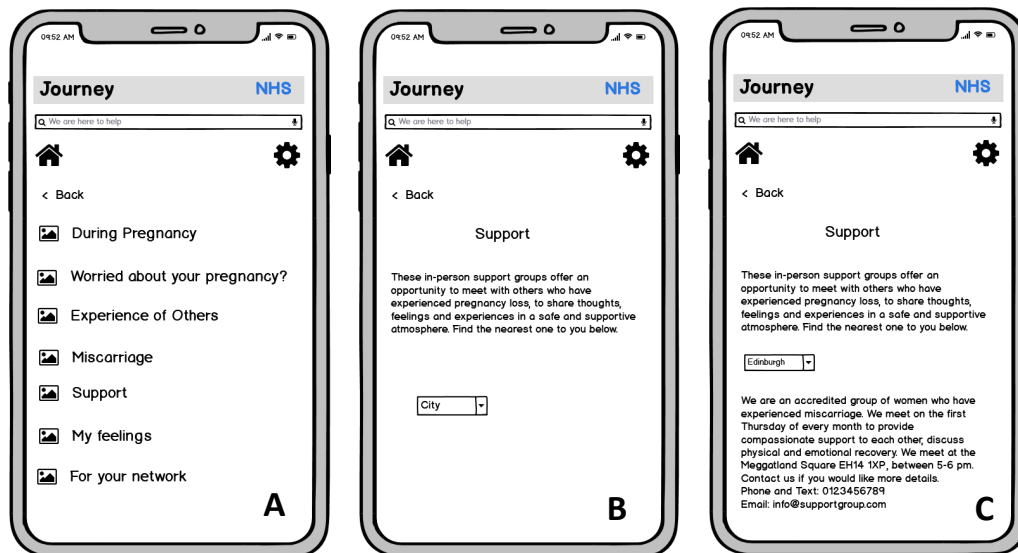 09:52 AM
Journey NHS
We are here to help
< Back
During Pregnancy
Worried about your pregnancy?
Experience of Others
Miscarriage
Support
My feelings
For your network
A
09:52 AM
Journey NHS
We are here to help
< Back
Support
These in-person support groups offer an
opportunity to meet with others who have
experienced pregnancy loss, to share thoughts,
feelings and experiences in a safe and supportive
atmosphere. Find the nearest one to you below.
City
B
09:52 AM
Journey NHS
We are here to help
< Back
Support
These in-person support groups offer an
opportunity to meet with others who have
experienced pregnancy loss, to share thoughts,
feelings and experiences in a safe and supportive
atmosphere. Find the nearest one to you below.
Edinburgh
We are an accredited group of women who have
experienced miscarriage. We meet on the first
Thursday of every month to provide
compassionate support to each other, discuss
physical and emotional recovery. We meet at the
Meggatland Square EH14 1XP, between 5-6 pm.
Contact us if you would like more details.
Phone and Text: 0123456789
Email: info@supportgroup.com
C